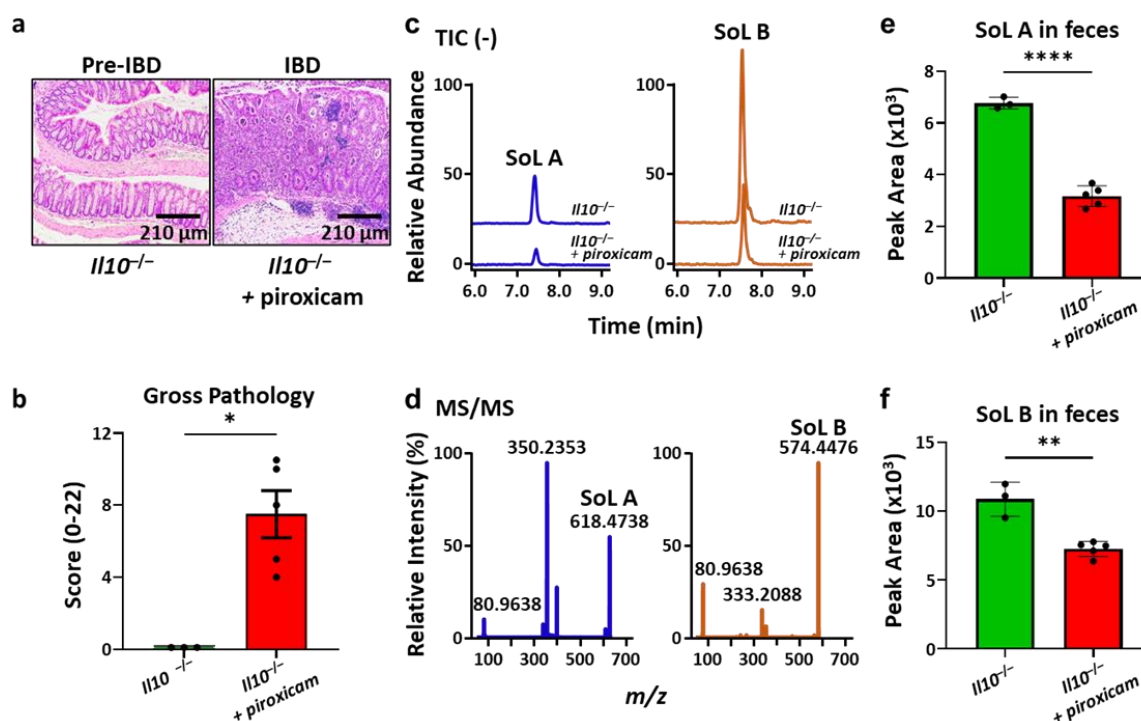 a
Pre-IBD
IBD
210 µm
210 µm
Il10⁻/⁻
Il10⁻/⁻
+ piroxicam
b
Gross Pathology
*
Score (0-22)
12
8
4
0
Il10 ⁻/⁻
Il10⁻/⁻
+ piroxicam
c
TIC (-)
SoL B
Relative Abundance
100
50
0
SoL A
Il10⁻/⁻
Il10⁻/⁻
+ piroxicam
6.0 7.0 8.0 9.0
100
50
0
Il10⁻/⁻
Il10⁻/⁻
+ piroxicam
6.0 7.0 8.0 9.0
Time (min)
d
MS/MS
Relative Intensity (%)
100
50
0
350.2353
SoL A
618.4738
80.9638
100 300 500 700
SoL B
574.4476
100
50
0
80.9638
333.2088
100 300 500 700
m/z
e
SoL A in feces
****
Peak Area (x10³)
8
6
4
2
0
Il10⁻/⁻
Il10⁻/⁻
+ piroxicam
f
SoL B in feces
**
Peak Area (x10³)
15
10
5
0
Il10⁻/⁻
Il10⁻/⁻
+ piroxicam